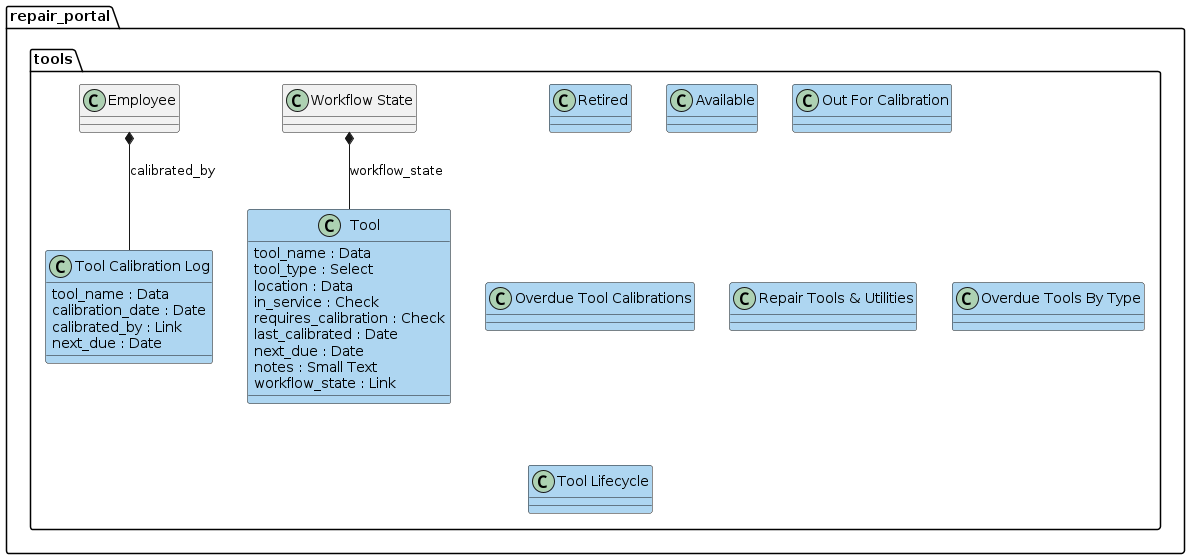 repair_portal
tools
C Employee
C Workflow State
C Retired
C Available
C Out For Calibration
calibrated_by
workflow_state
C Tool Calibration Log
tool_name : Data
calibration_date : Date
calibrated_by : Link
next_due : Date
C Tool
tool_name : Data
tool_type : Select
location : Data
in_service : Check
requires_calibration : Check
last_calibrated : Date
next_due : Date
notes : Small Text
workflow_state : Link
C Overdue Tool Calibrations
C Repair Tools & Utilities
C Overdue Tools By Type
C Tool Lifecycle